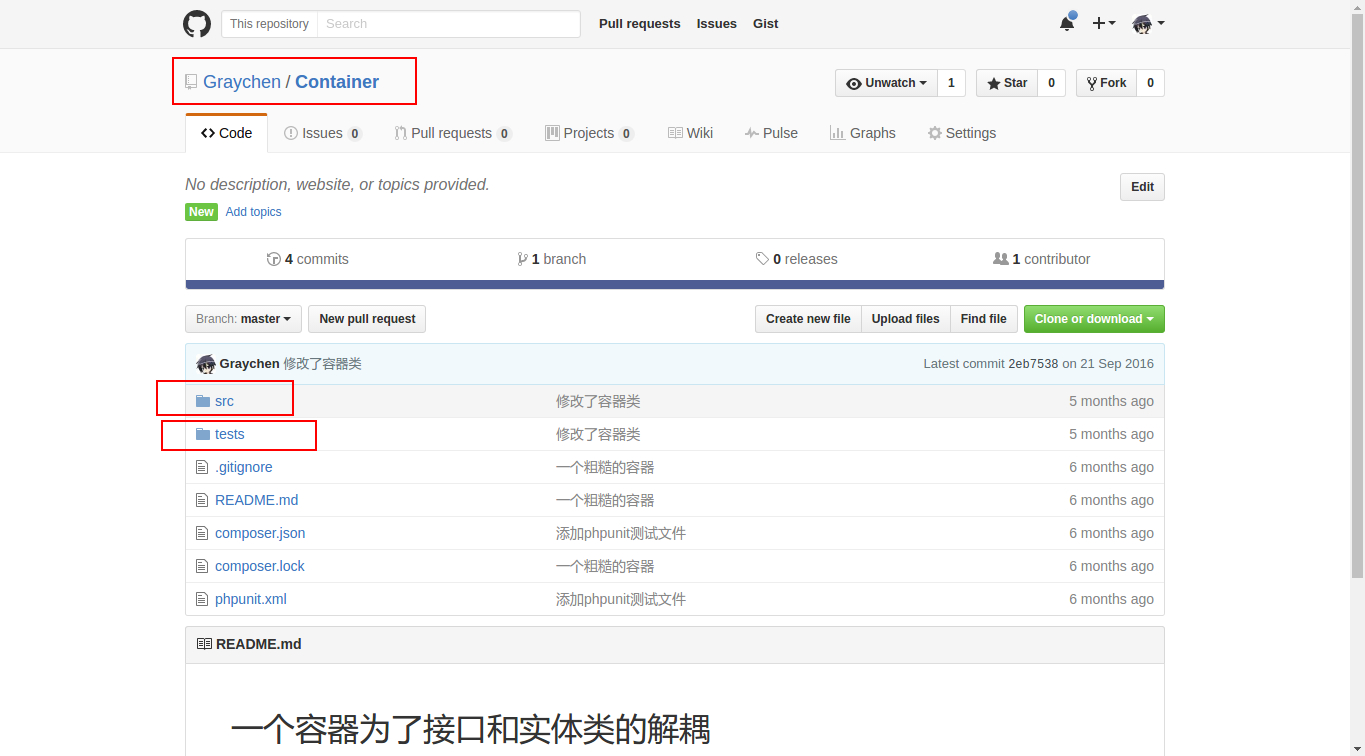 This repository Search Pull requests Issues Gist
Graychen / Container Unwatch 1 Star 0 Fork 0
Code Issues 0 Pull requests 0 Projects 0 Wiki Pulse Graphs Settings
No description, website, or topics provided. Edit
New Add topics
4 commits 1 branch 0 releases 1 contributor
Branch: master New pull request Create new file Upload files Find file Clone or download
Graychen 修改了容器类 Latest commit 2eb7538 on 21 Sep 2016
src 修改了容器类 5 months ago
tests 修改了容器类 5 months ago
.gitignore 一个粗糙的容器 6 months ago
README.md 一个粗糙的容器 6 months ago
composer.json 添加phpunit测试文件 6 months ago
composer.lock 一个粗糙的容器 6 months ago
phpunit.xml 添加phpunit测试文件 6 months ago
README.md
一个容器为了接口和实体类的解耦